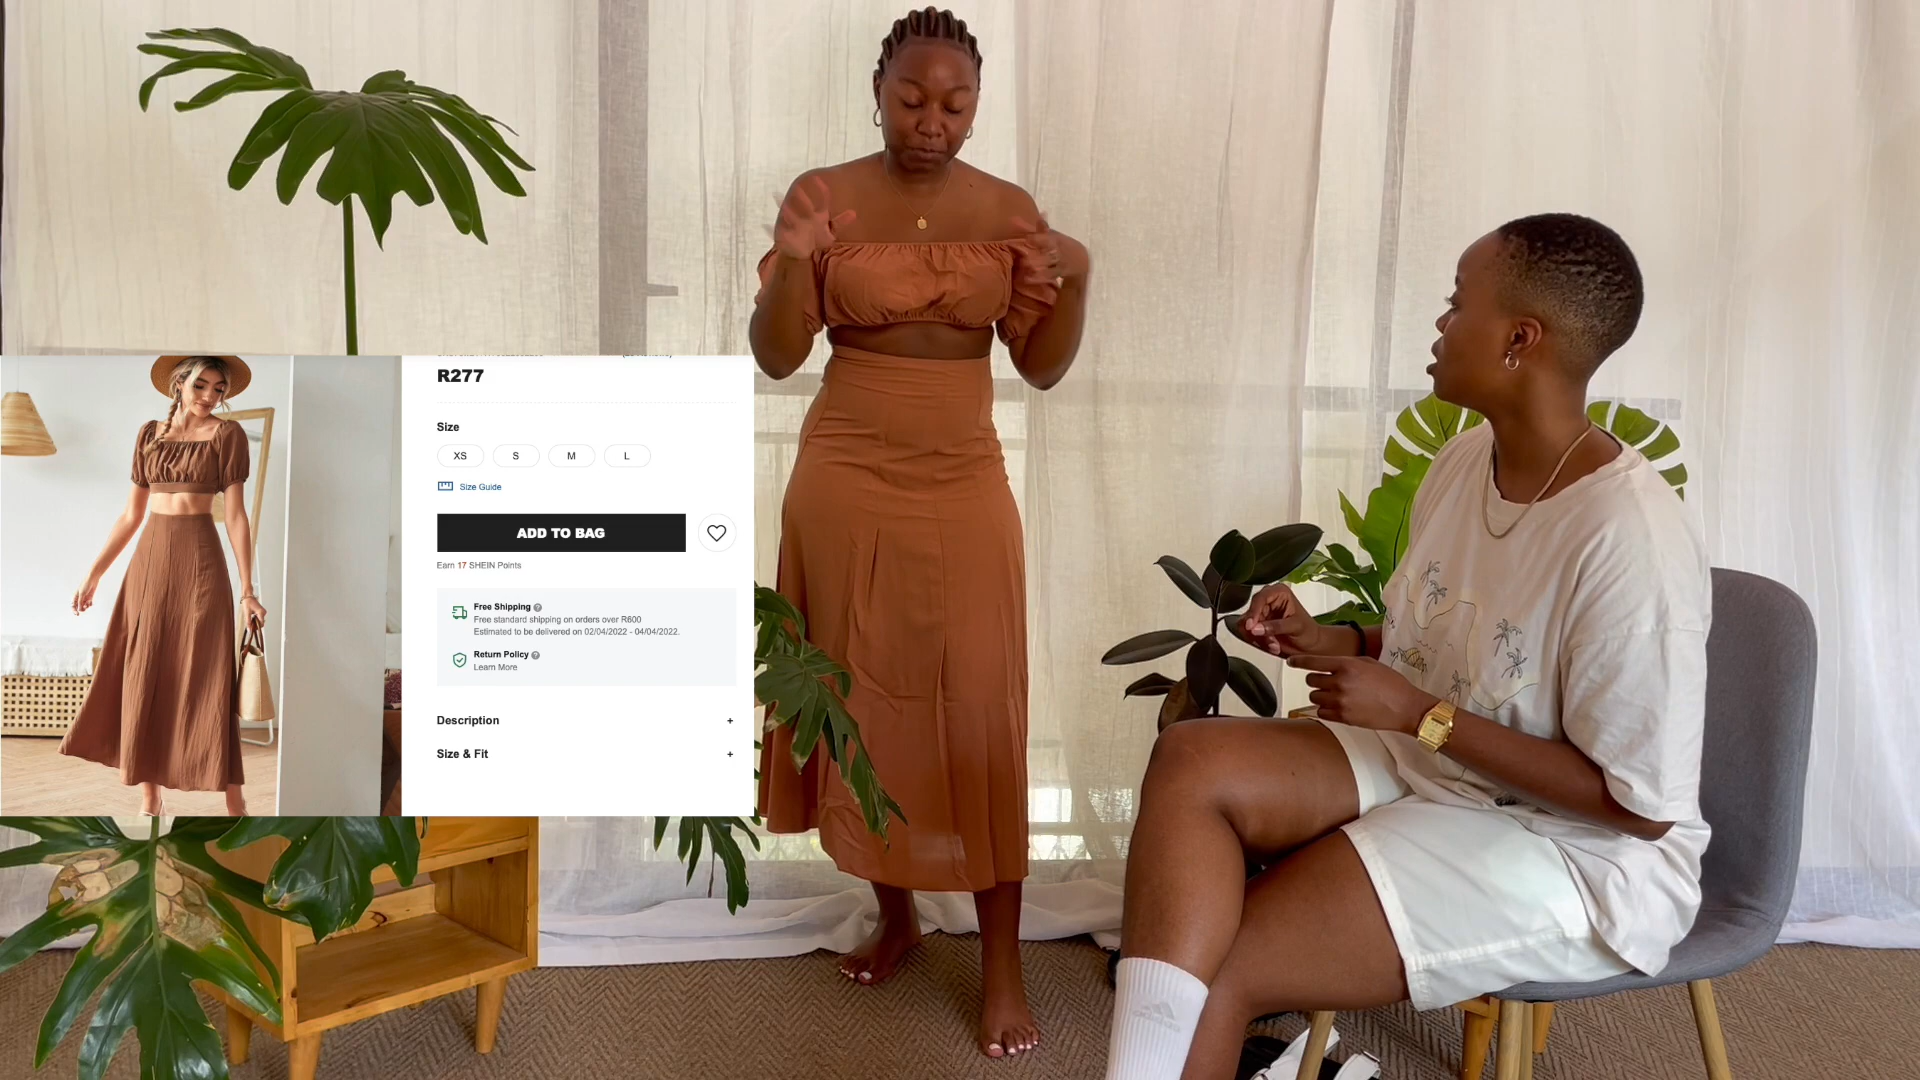 R277
Size
XS S M L
Size Guide
ADD TO BAG
Earn 17 SHEIN Points
Free Shipping ?
Free standard shipping on orders over R600
Estimated to be delivered on 02/04/2022 - 04/04/2022.
Return Policy ?
Learn More
Description +
Size & Fit +